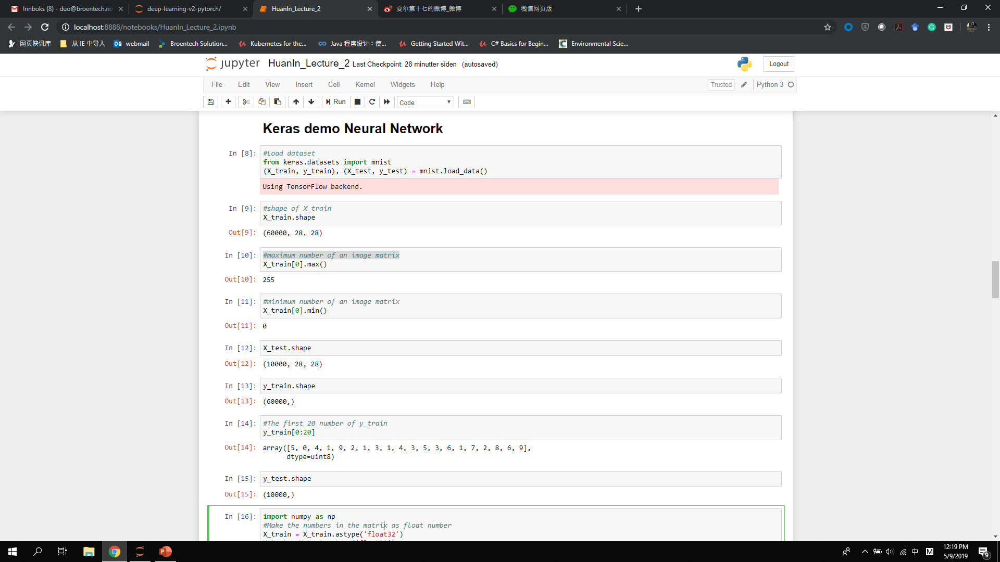 Innboks (8) - duo@broentech.no
deep-learning-v2-pytorch/
HuanIn_Lecture_2
夏尔第十七的微博_微博
微信网页版
localhost:8888/notebooks/HuanIn_Lecture_2.ipynb
网页快讯库
从 IE 中导入
webmail
Broentech Solution...
Kubernetes for the...
Java 程序设计：使...
Getting Started Wit...
C# Basics for Begin...
Environmental Scie...
jupyter HuanIn_Lecture_2 Last Checkpoint: 28 minutter siden (autosaved)
Logout
File Edit View Insert Cell Kernel Widgets Help
Trusted Python 3
Run Code
Keras demo Neural Network
In [8]: #Load dataset
from keras.datasets import mnist
(X_train, y_train), (X_test, y_test) = mnist.load_data()
Using TensorFlow backend.
In [9]: #shape of X_train
X_train.shape
Out[9]: (60000, 28, 28)
In [10]: #maximum number of an image matrix
X_train[0].max()
Out[10]: 255
In [11]: #minimum number of an image matrix
X_train[0].min()
Out[11]: 0
In [12]: X_test.shape
Out[12]: (10000, 28, 28)
In [13]: y_train.shape
Out[13]: (60000,)
In [14]: #The first 20 number of y_train
y_train[0:20]
Out[14]: array([5, 0, 4, 1, 9, 2, 1, 3, 1, 4, 3, 5, 3, 6, 1, 7, 2, 8, 6, 9],
dtype=uint8)
In [15]: y_test.shape
Out[15]: (10000,)
In [16]: import numpy as np
#Make the numbers in the matrix as float number
X_train = X_train.astype('float32')
中
M
12:19 PM
5/9/2019
9